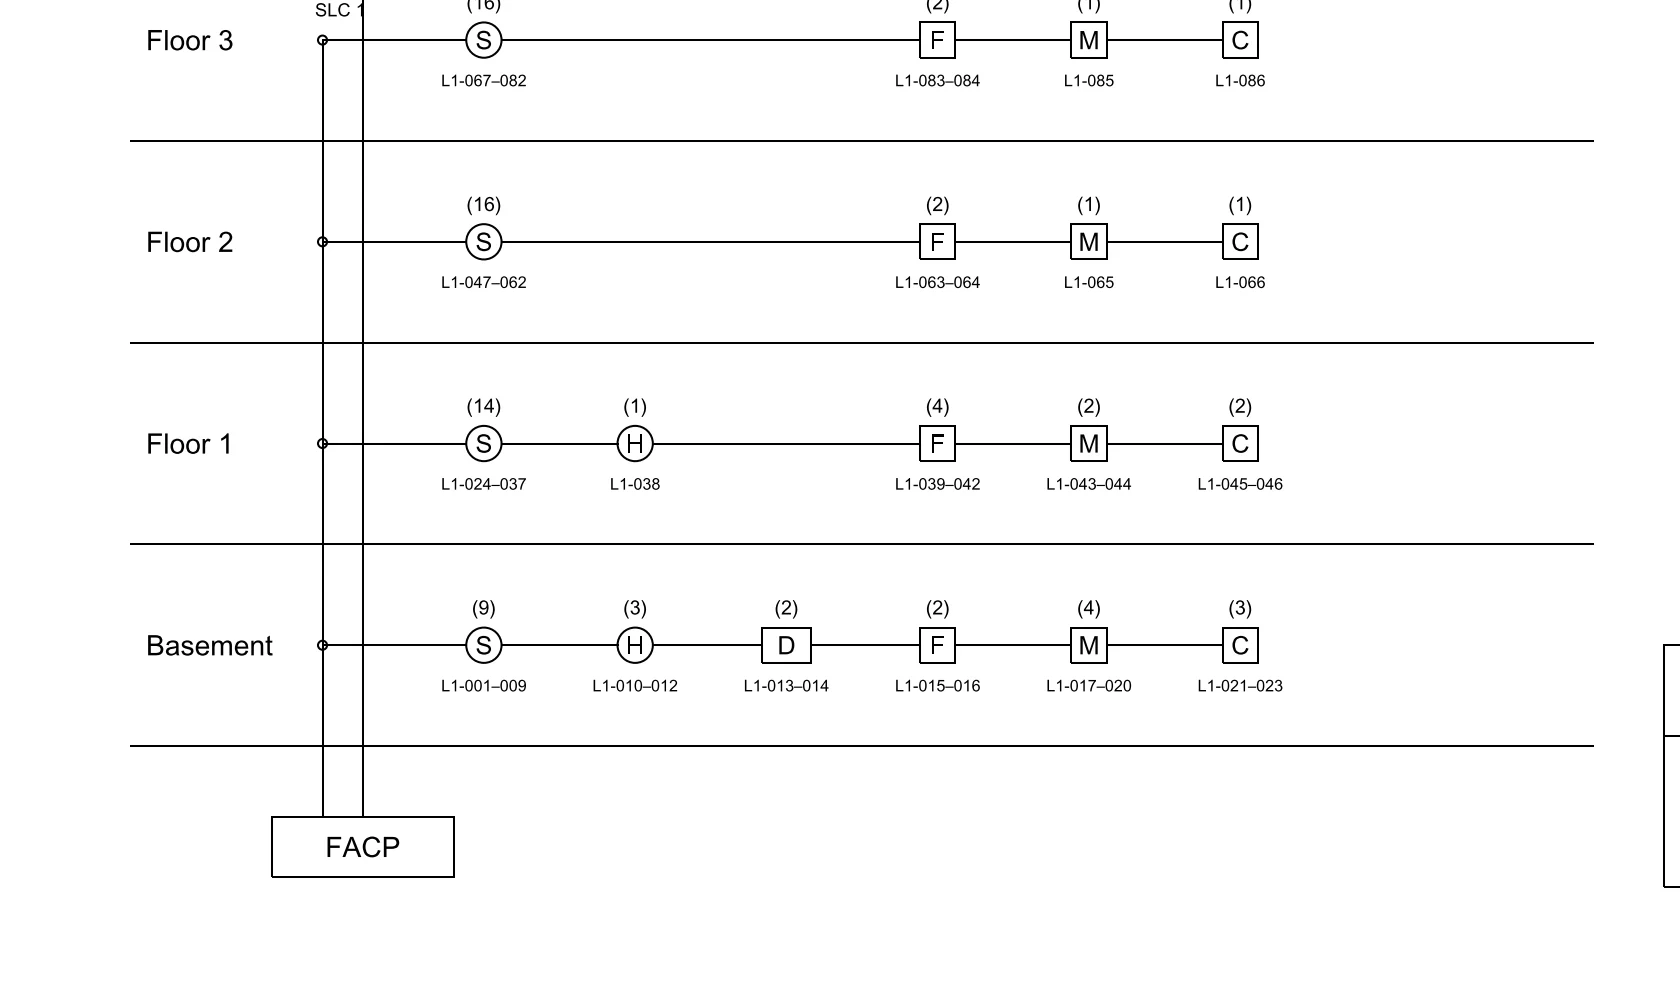 SLC 1
(16) (2) (1) (1)
Floor 3 S F M C
L1-067–082 L1-083–084 L1-085 L1-086
(16) (2) (1) (1)
Floor 2 S F M C
L1-047–062 L1-063–064 L1-065 L1-066
(14) (1) (4) (2) (2)
Floor 1 S H F M C
L1-024–037 L1-038 L1-039–042 L1-043–044 L1-045–046
(9) (3) (2) (2) (4) (3)
Basement S H D F M C
L1-001–009 L1-010–012 L1-013–014 L1-015–016 L1-017–020 L1-021–023
FACP